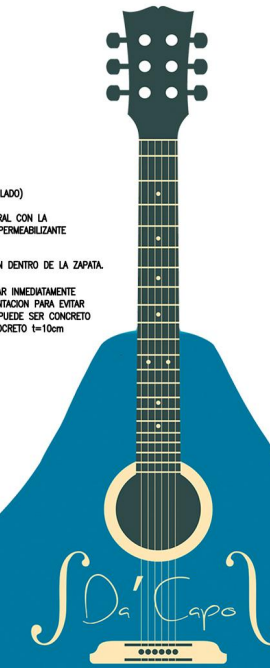 LADO)
RAL CON LA
PERMEABILIZANTE
N DENTRO DE LA ZAPATA.
AR INMEDIATAMENTE
NTACION PARA EVITAR
PUEDE SER CONCRETO
OCRETO t=10cm
Da' Capo